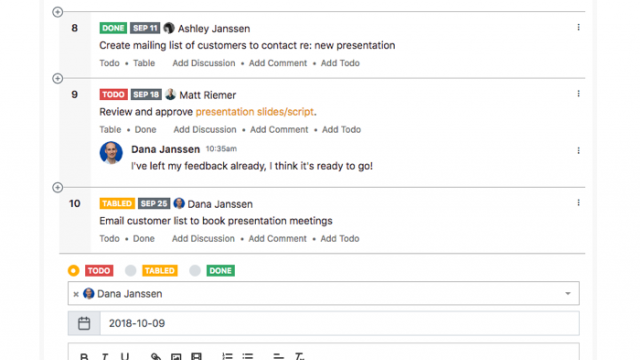 8 DONE SEP 11 Ashley Janssen
Create mailing list of customers to contact re: new presentation
Todo • Table Add Discussion • Add Comment • Add Todo
9 TODO SEP 18 Matt Riemer
Review and approve presentation slides/script.
Table • Done Add Discussion • Add Comment • Add Todo
Dana Janssen 10:35am
I've left my feedback already, I think it's ready to go!
10 TABLED SEP 25 Dana Janssen
Email customer list to book presentation meetings
Todo • Done Add Discussion • Add Comment • Add Todo
TODO TABLED DONE
× Dana Janssen
2018-10-09
B I U